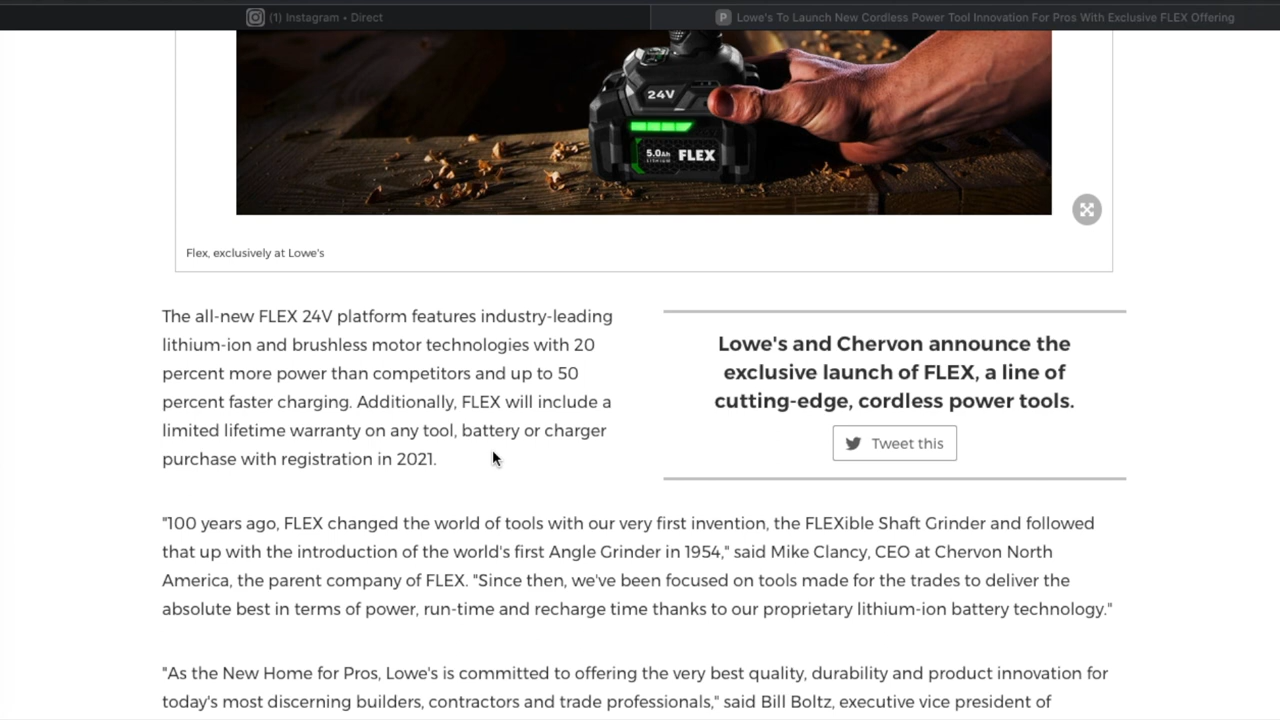 (1) Instagram • Direct
P Lowe's To Launch New Cordless Power Tool Innovation For Pros With Exclusive FLEX Offering
24V
5.0Ah LITHIUM FLEX
Flex, exclusively at Lowe's
The all-new FLEX 24V platform features industry-leading
lithium-ion and brushless motor technologies with 20
percent more power than competitors and up to 50
percent faster charging. Additionally, FLEX will include a
limited lifetime warranty on any tool, battery or charger
purchase with registration in 2021.
Lowe's and Chervon announce the
exclusive launch of FLEX, a line of
cutting-edge, cordless power tools.
Tweet this
"100 years ago, FLEX changed the world of tools with our very first invention, the FLEXible Shaft Grinder and followed
that up with the introduction of the world's first Angle Grinder in 1954," said Mike Clancy, CEO at Chervon North
America, the parent company of FLEX. "Since then, we've been focused on tools made for the trades to deliver the
absolute best in terms of power, run-time and recharge time thanks to our proprietary lithium-ion battery technology."
"As the New Home for Pros, Lowe's is committed to offering the very best quality, durability and product innovation for
today's most discerning builders, contractors and trade professionals," said Bill Boltz, executive vice president of